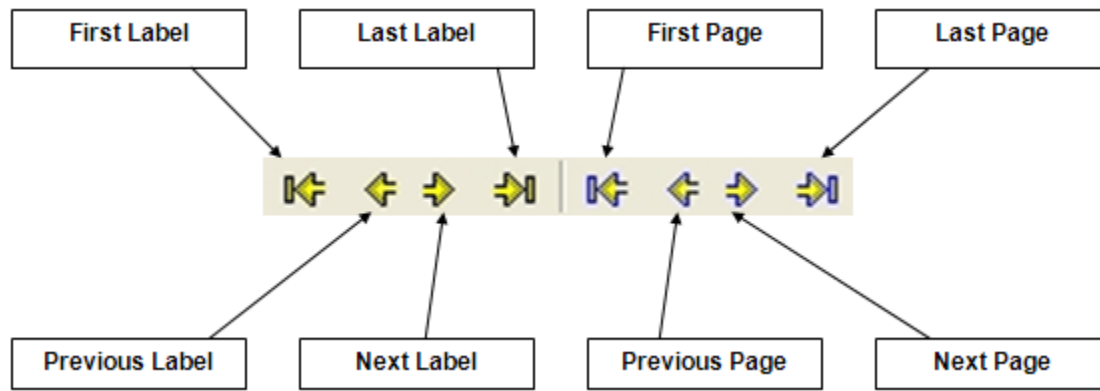 First Label
Last Label
First Page
Last Page
Previous Label
Next Label
Previous Page
Next Page